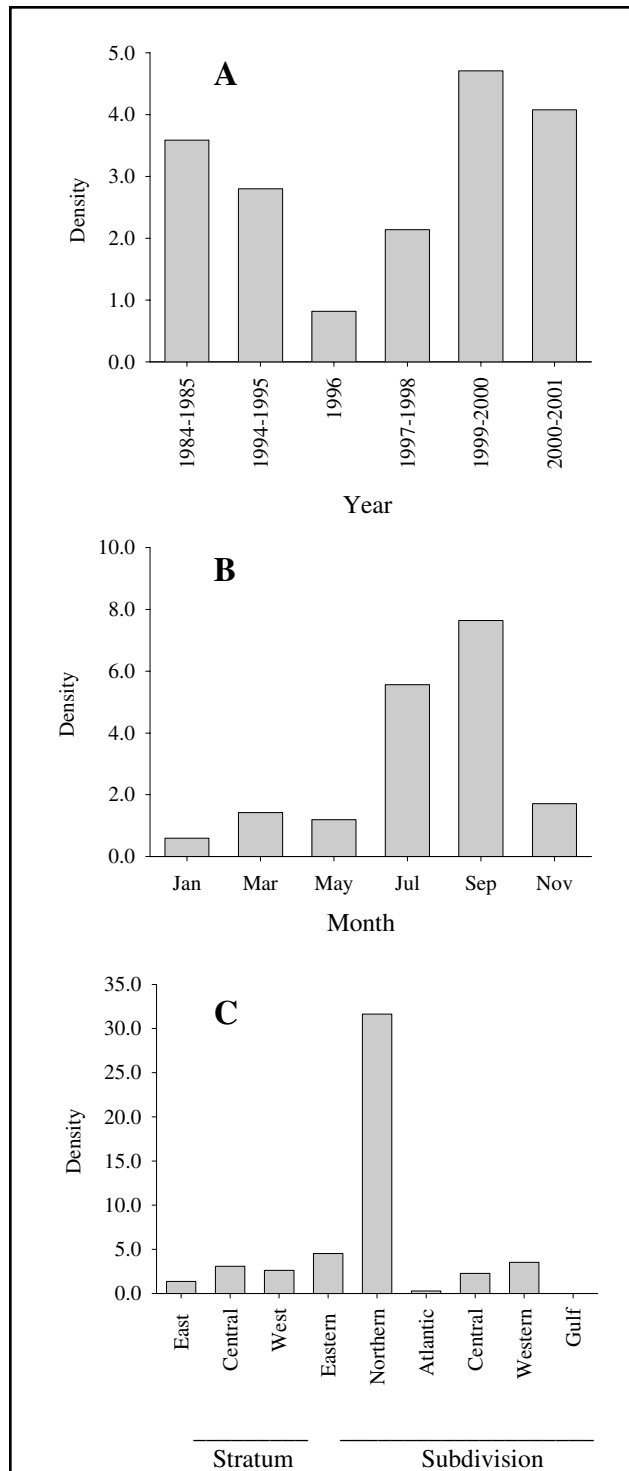 A
Density
5.0
4.0
3.0
2.0
1.0
0.0
1984-1985
1994-1995
1996
1997-1998
1999-2000
2000-2001
Year
B
Density
10.0
8.0
6.0
4.0
2.0
0.0
Jan Mar May Jul Sep Nov
Month
C
Density
35.0
30.0
25.0
20.0
15.0
10.0
5.0
0.0
East
Central
West
Eastern
Northern
Atlantic
Central
Western
Gulf
Stratum Subdivision